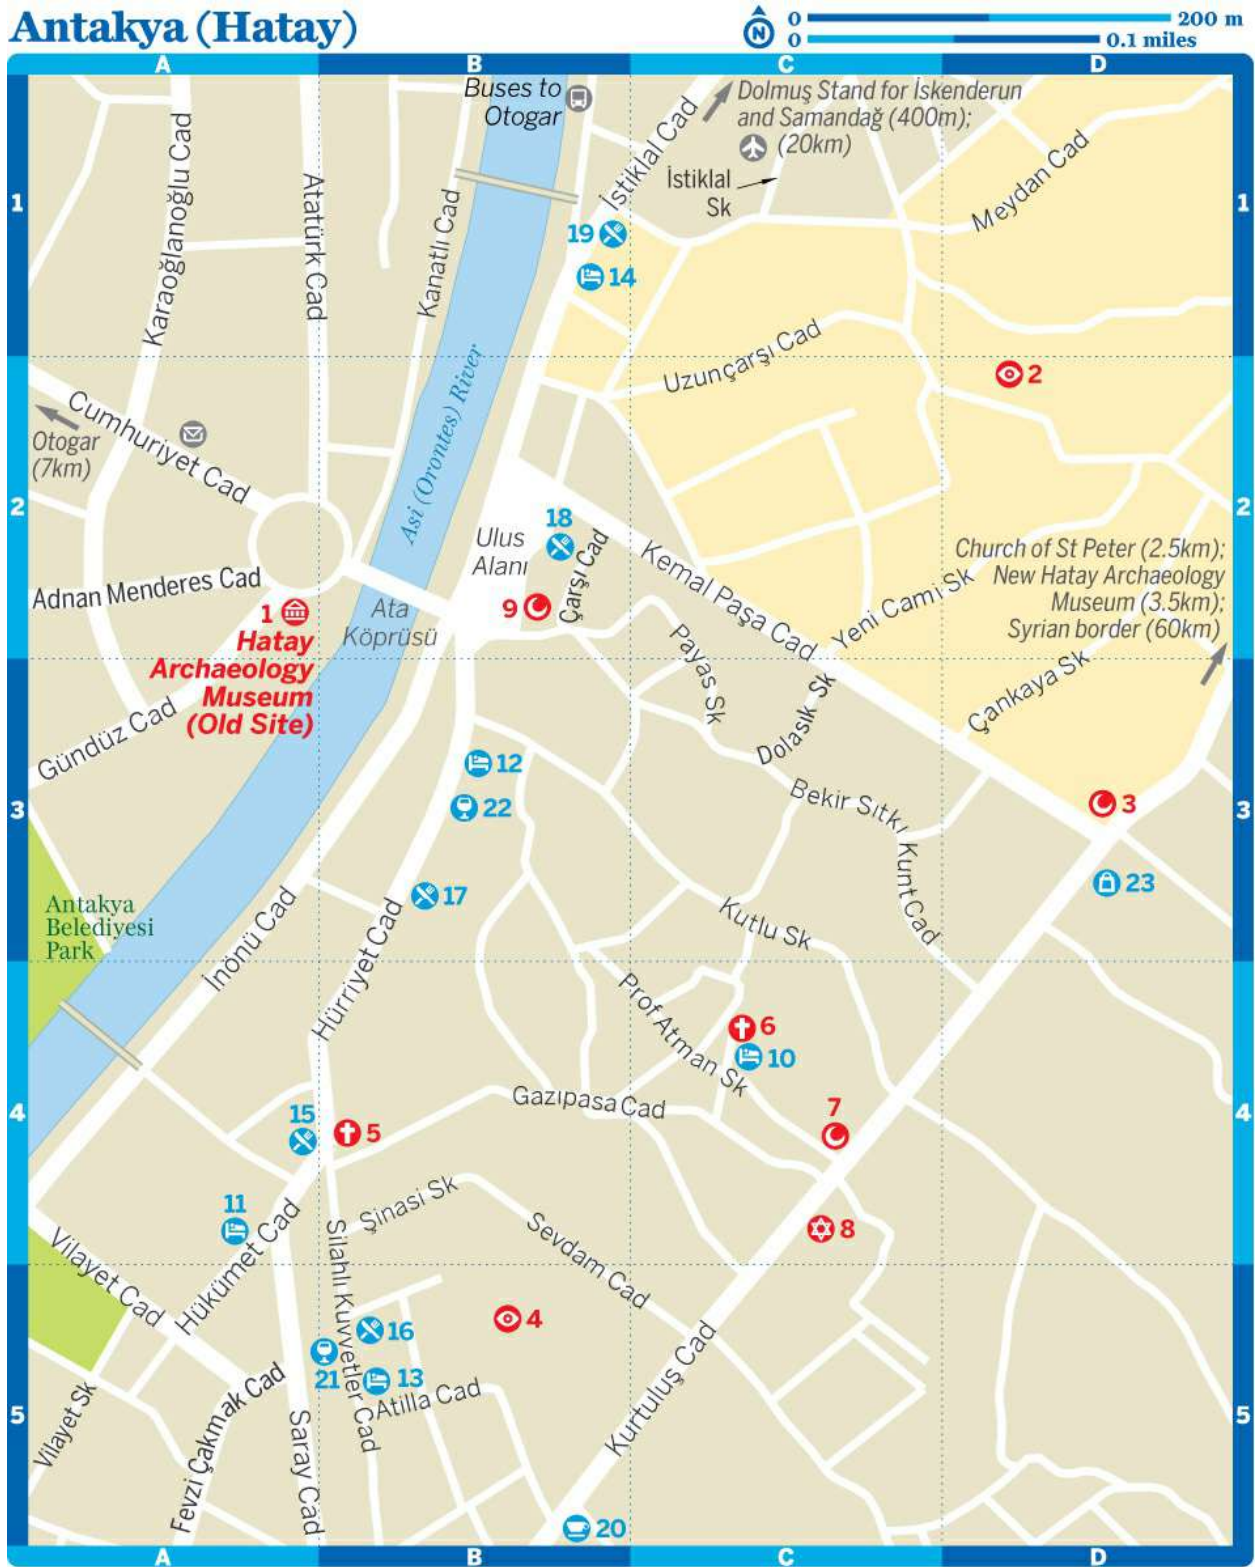 Antakya (Hatay)
N
0
200 m
0
0.1 miles
A
B
C
D
Buses to
Otogar
Dolmuş Stand for İskenderun
and Samandağ (400m);
(20km)
İstiklal
Sk
İstiklal Cad
Meydan Cad
Karaoğlanoğlu Cad
Atatürk Cad
Kanatlı Cad
1
1
19
14
Uzunçarşı Cad
2
Asi (Orontes) River
Cumhuriyet Cad
Otogar
(7km)
2
2
18
Ulus
Alanı
Çarşı Cad
Kemal Paşa Cad
Church of St Peter (2.5km);
New Hatay Archaeology
Museum (3.5km);
Syrian border (60km)
Yeni Cami Sk
Adnan Menderes Cad
1
Hatay
Archaeology
Museum
(Old Site)
Ata
Köprüsü
9
Payas Sk
Dolasik Sk
Çankaya Sk
Gündüz Cad
12
22
Bekir Sıtkı Kunt Cad
3
3
3
23
17
Antakya
Belediyesi
Park
İnönü Cad
Hürriyet Cad
Kutlu Sk
Prof Atman Sk
6
10
Gazıpasa Cad
7
4
4
15
5
11
Şinasi Sk
Sevdam Cad
8
Vilayet Cad
Hükümet Cad
Silahlı Kuvvetler Cad
4
16
21
13
Atilla Cad
Kurtuluş Cad
5
5
Vilayet Sk
Fevzi Çakmak Cad
Saray Cad
20
A
B
C
D